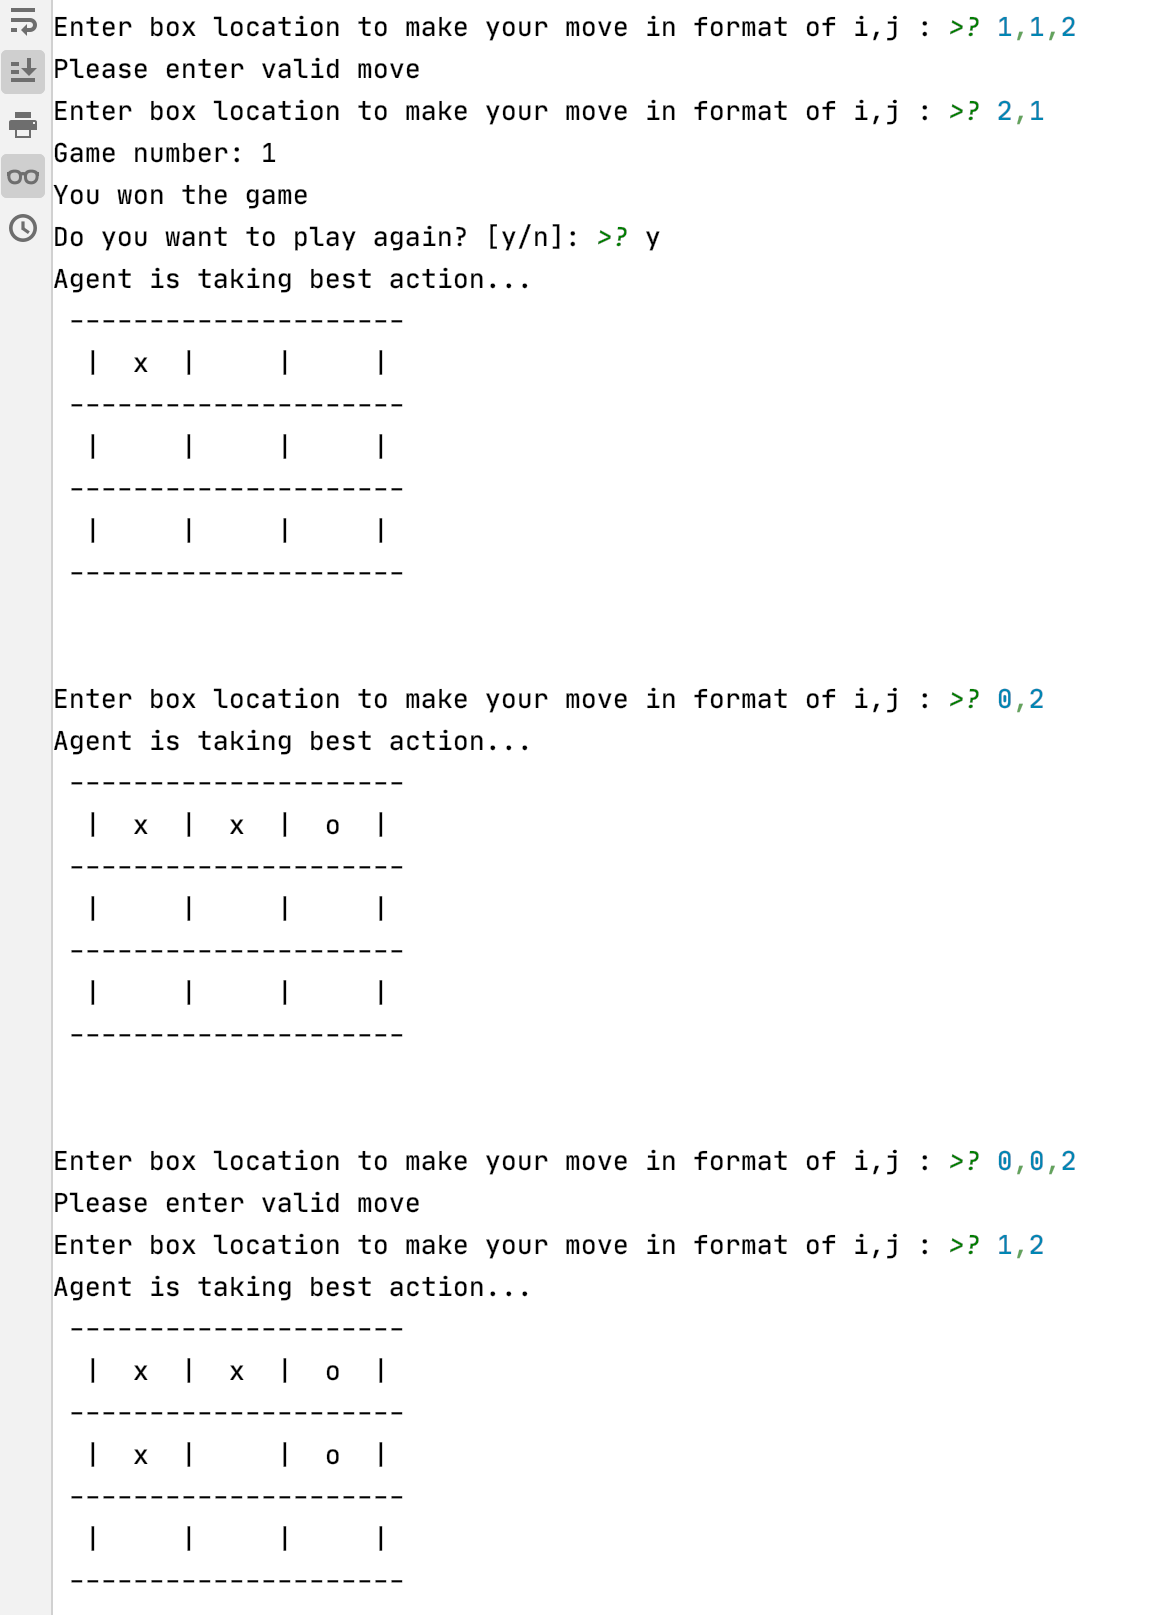 Enter box location to make your move in format of i,j : >? 1,1,2
Please enter valid move
Enter box location to make your move in format of i,j : >? 2,1
Game number: 1
You won the game
Do you want to play again? [y/n]: >? y
Agent is taking best action...
---------------------
| x | | |
---------------------
| | | |
---------------------
| | | |
---------------------
Enter box location to make your move in format of i,j : >? 0,2
Agent is taking best action...
---------------------
| x | x | o |
---------------------
| | | |
---------------------
| | | |
---------------------
Enter box location to make your move in format of i,j : >? 0,0,2
Please enter valid move
Enter box location to make your move in format of i,j : >? 1,2
Agent is taking best action...
---------------------
| x | x | o |
---------------------
| x | | o |
---------------------
| | | |
---------------------